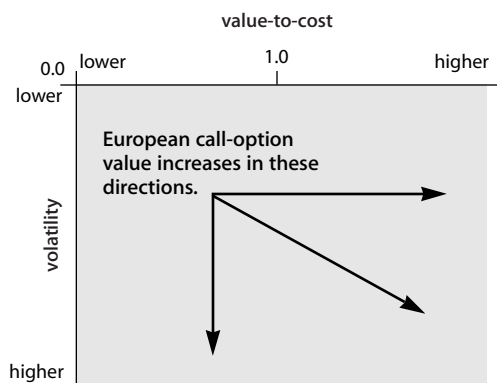 value-to-cost
lower
1.0
higher
0.0
lower
European call-option
value increases in these
directions.
volatility
higher